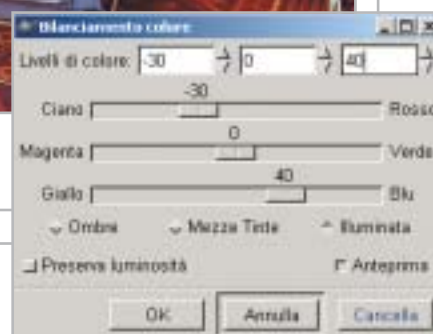 Bilanciamento colore
Livelli di colore: -30 0 40
-30
Ciano Rosso
0
Magenta Verde
40
Giallo Blu
Ombre Mezze Tinte Illuminata
Preserva luminosità Anteprima
OK Annulla Cancella